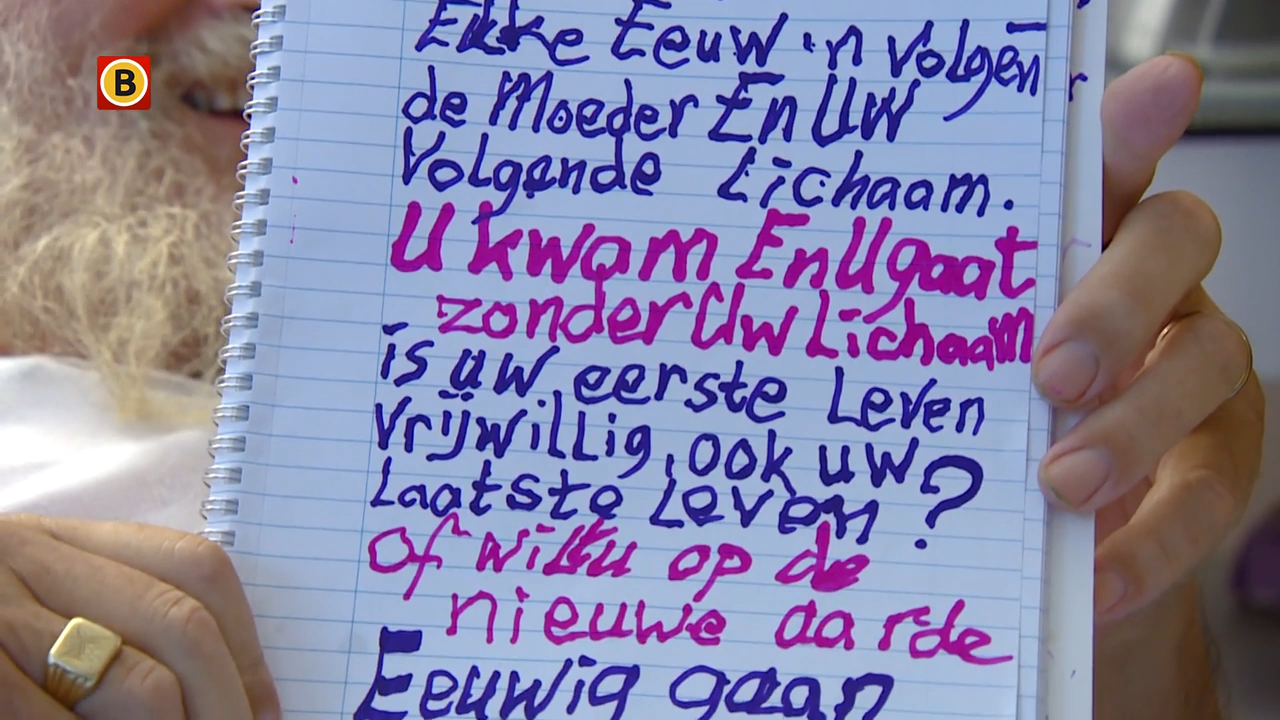 B
Elke Eeuw 'n Volgen
de Moeder En UW
Volgende Lichaam.
U kwam En U gaat
zonder Uw Lichaam
is uw eerste Leven
vrijwillig, ook uw
Laatste Leven?
of wilt u op de
nieuwe aarde
Eeuwig gaan